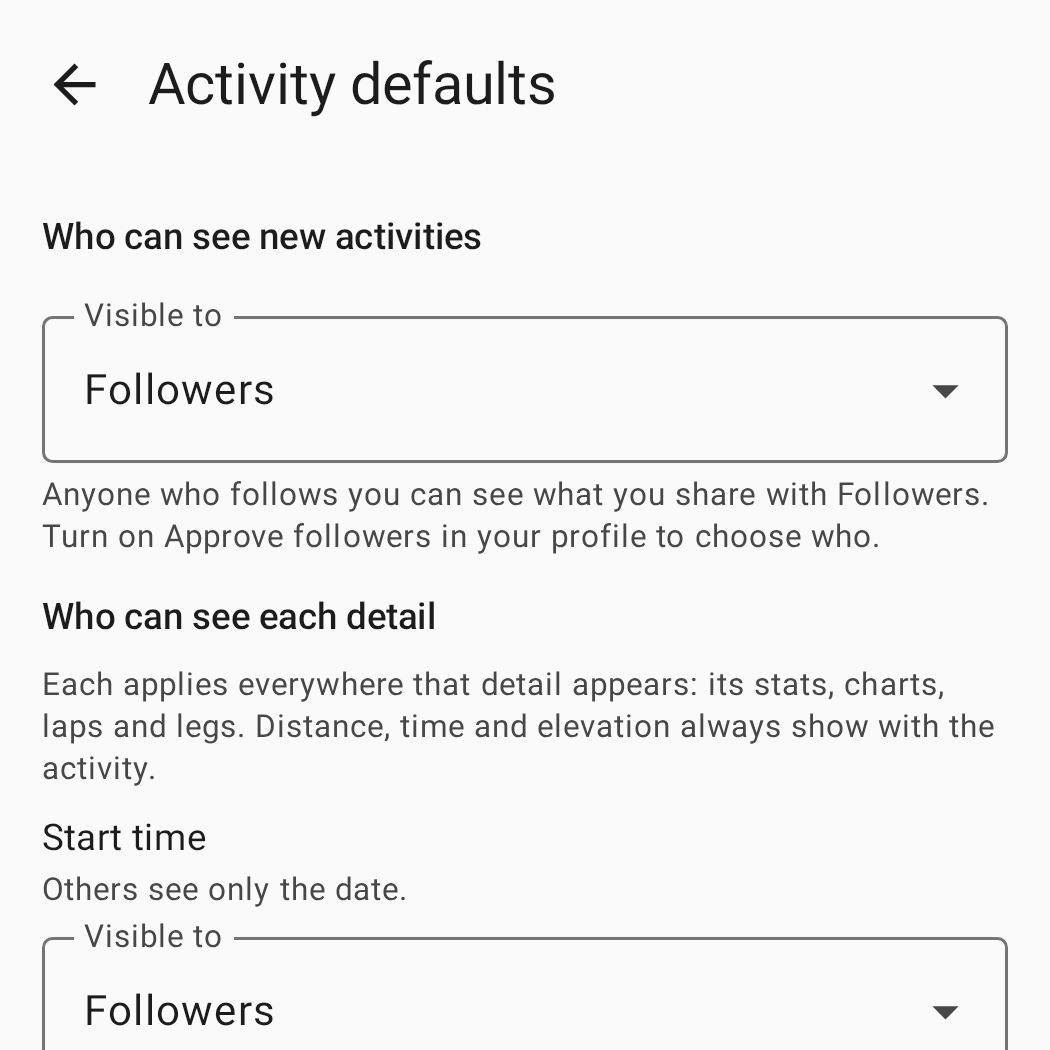 Activity defaults
Who can see new activities
Visible to
Followers
Anyone who follows you can see what you share with Followers.
Turn on Approve followers in your profile to choose who.
Who can see each detail
Each applies everywhere that detail appears: its stats, charts,
laps and legs. Distance, time and elevation always show with the
activity.
Start time
Others see only the date.
Visible to
Followers